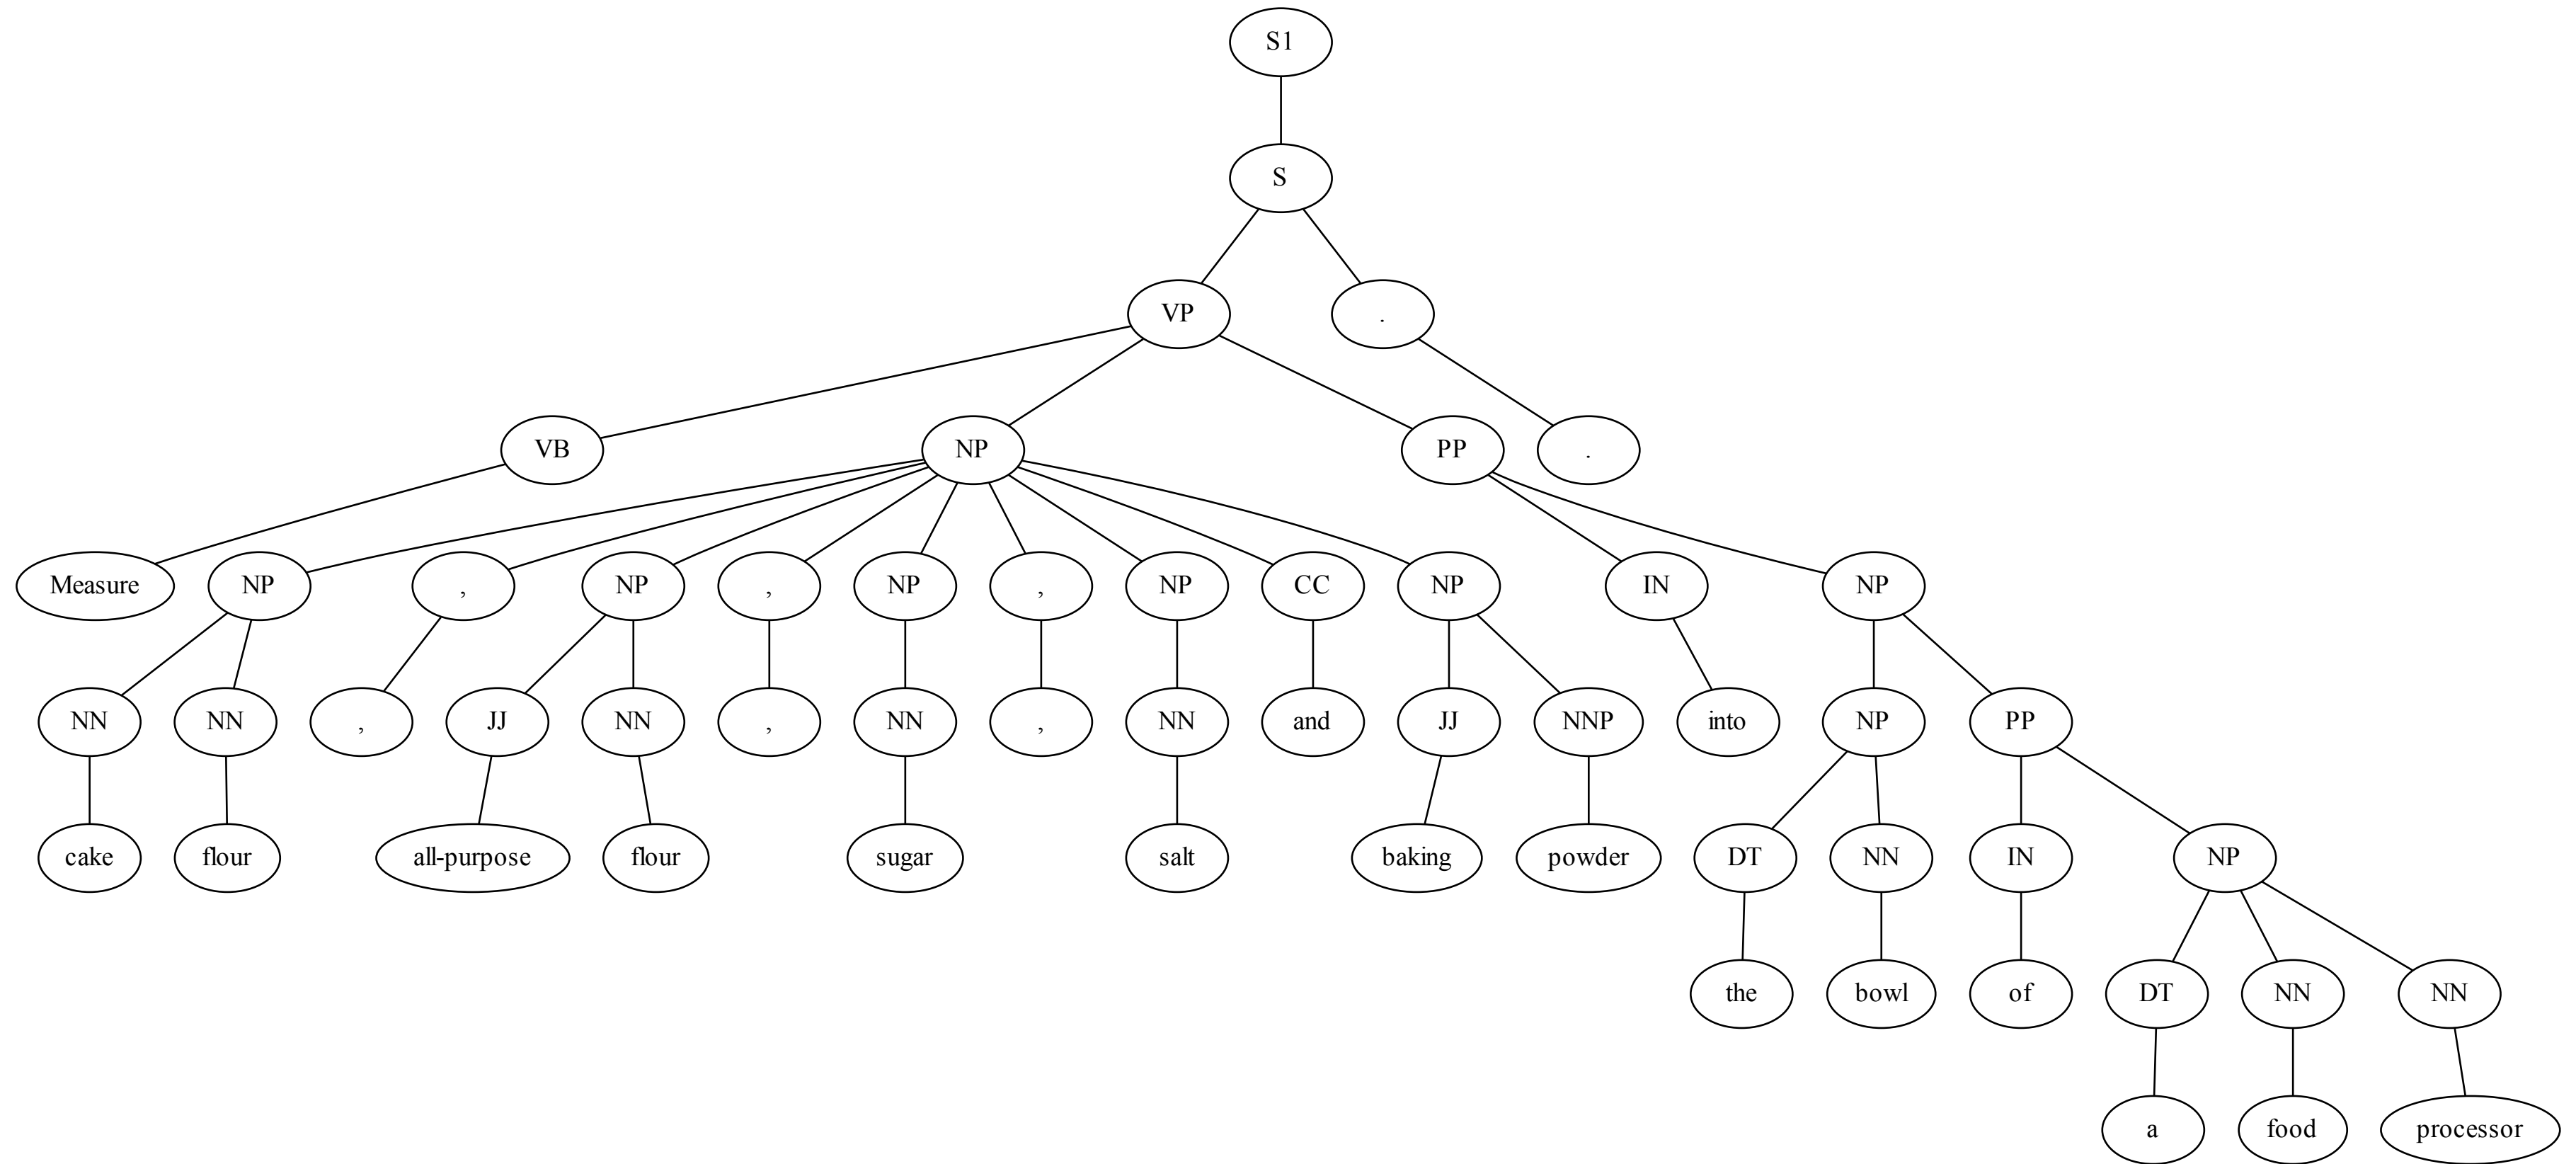 S1
S
VP .
VB NP PP .
Measure NP , NP , NP , NP CC NP IN NP
NN NN , JJ NN , NN , NN and JJ NNP into NP PP
cake flour all-purpose flour sugar salt baking powder DT NN IN NP
the bowl of DT NN NN
a food processor